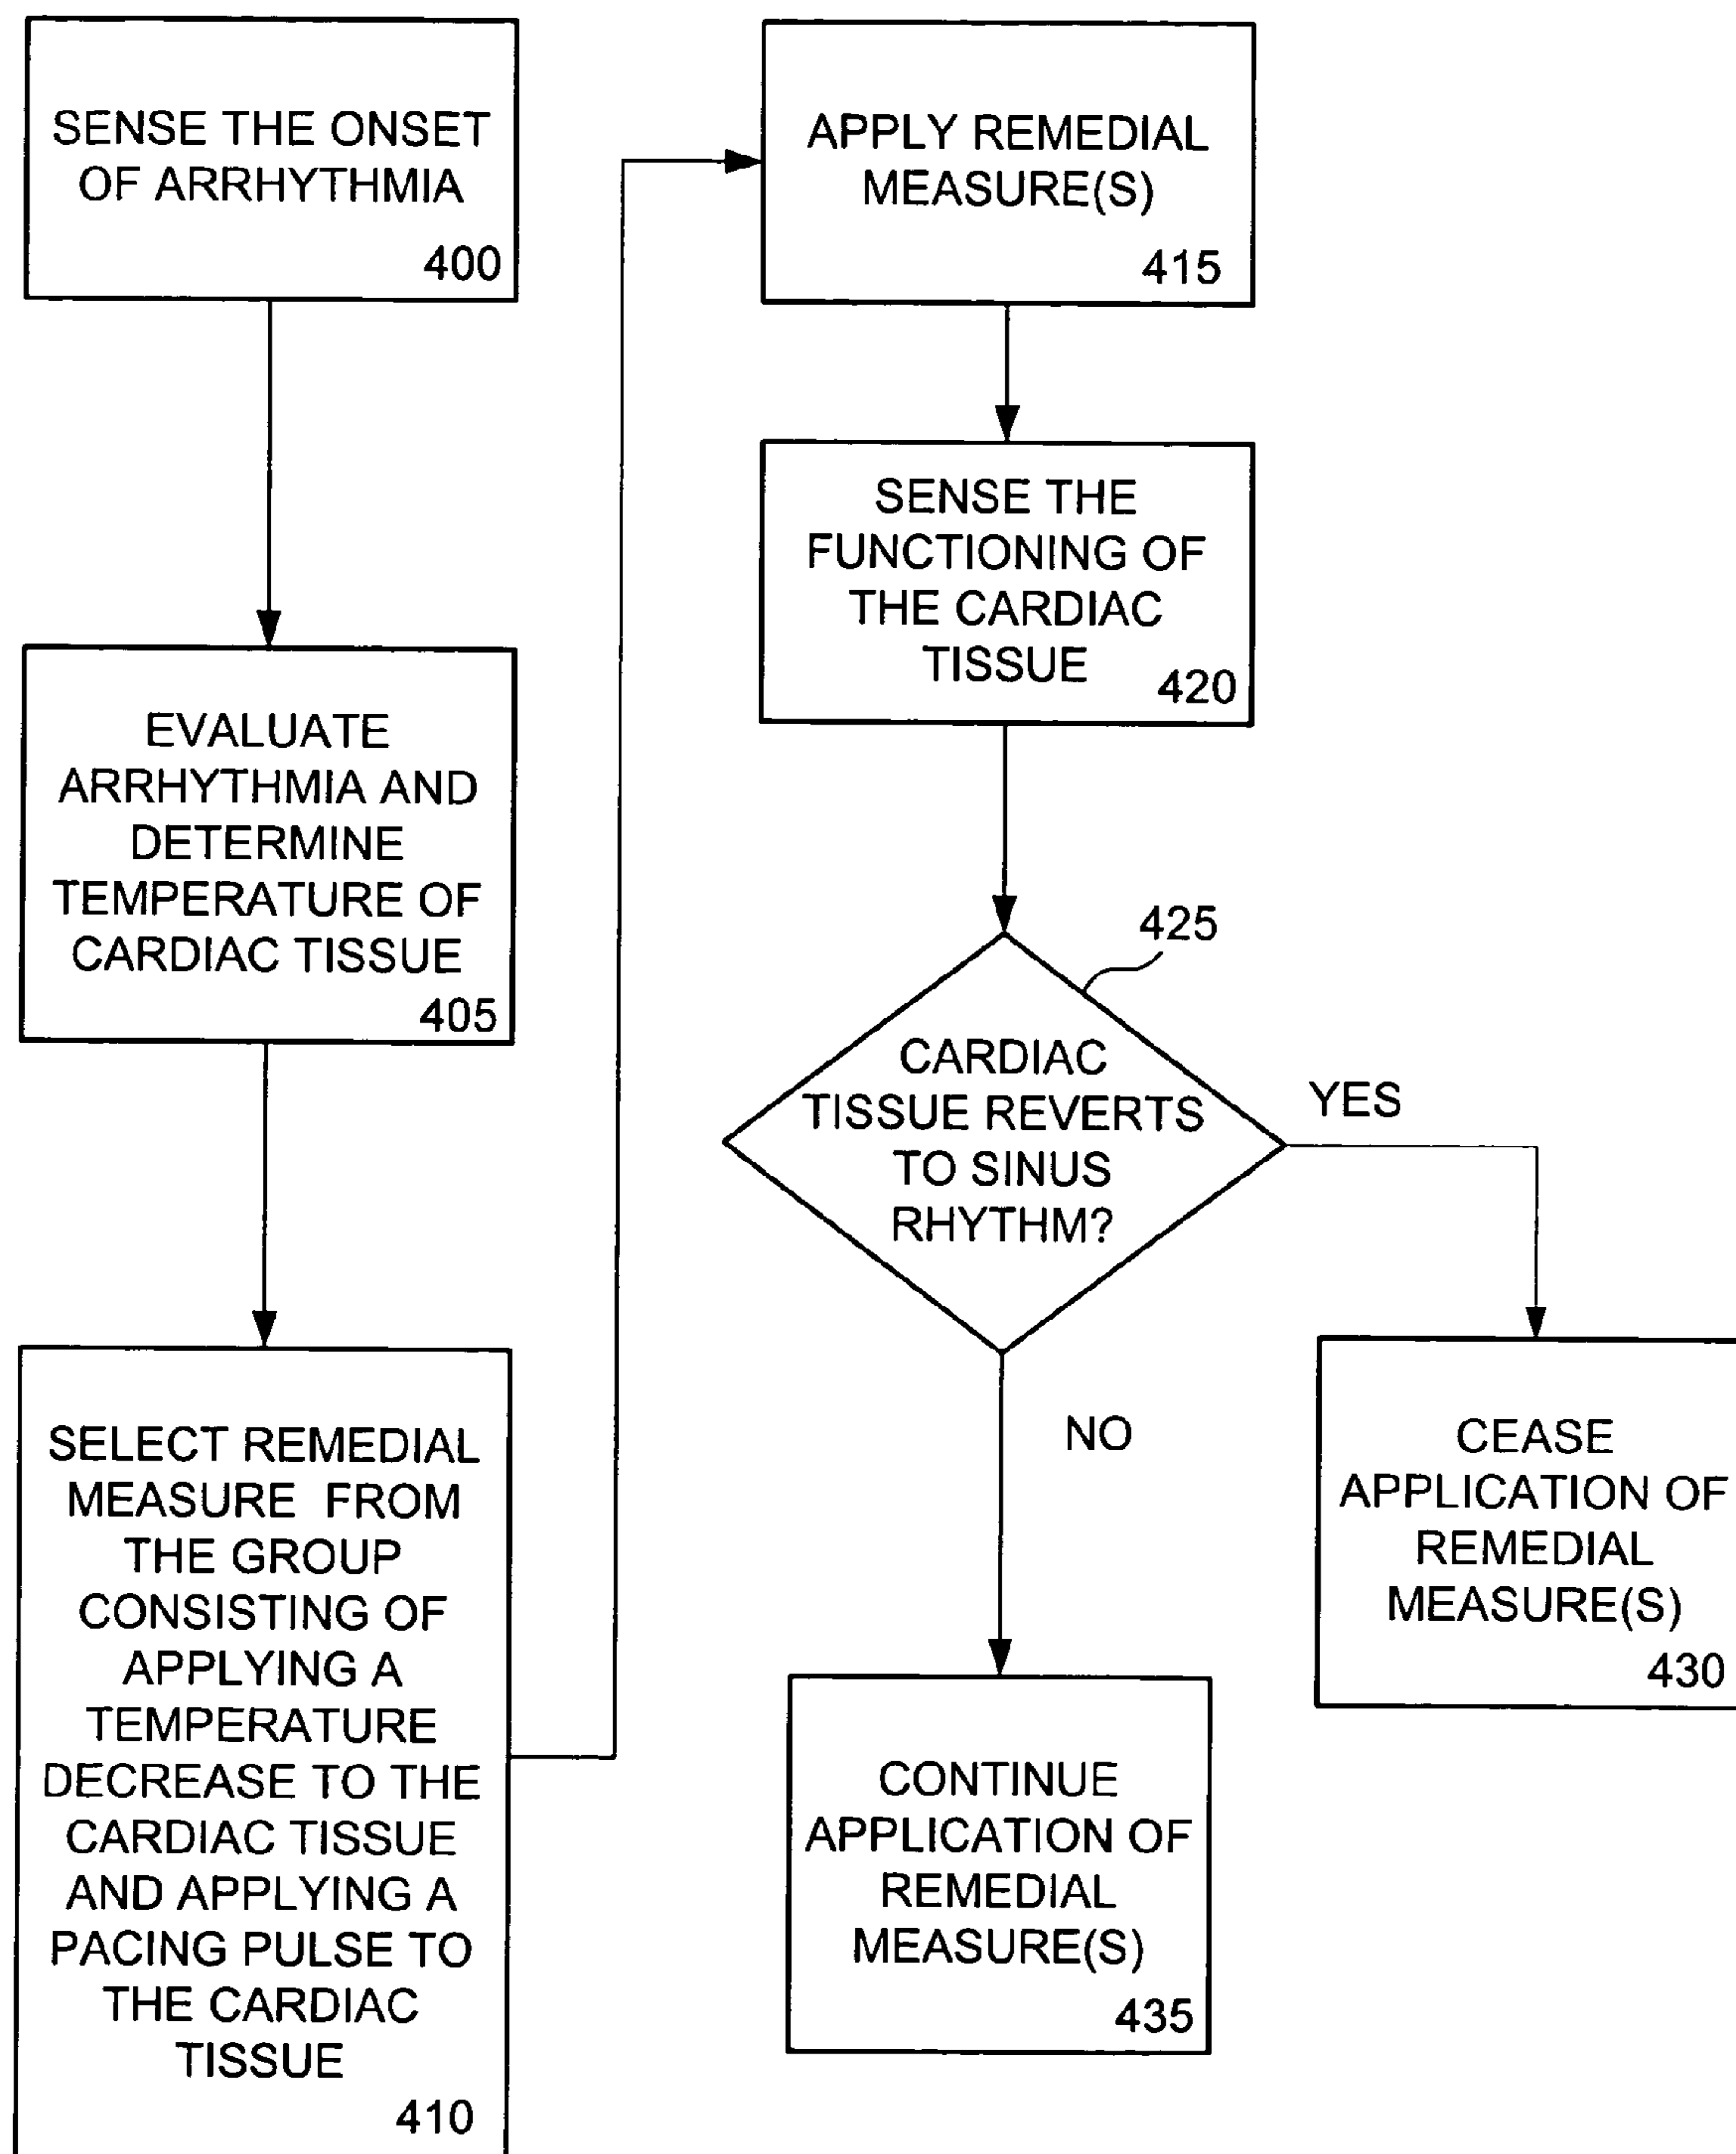 SENSE THE ONSET
OF ARRHYTHMIA
400
EVALUATE
ARRHYTHMIA AND
DETERMINE
TEMPERATURE OF
CARDIAC TISSUE
405
SELECT REMEDIAL
MEASURE FROM
THE GROUP
CONSISTING OF
APPLYING A
TEMPERATURE
DECREASE TO THE
CARDIAC TISSUE
AND APPLYING A
PACING PULSE TO
THE CARDIAC
TISSUE
410
APPLY REMEDIAL
MEASURE(S)
415
SENSE THE
FUNCTIONING OF
THE CARDIAC
TISSUE
420
425
CARDIAC
TISSUE REVERTS
TO SINUS
RHYTHM?
YES
NO
CEASE
APPLICATION OF
REMEDIAL
MEASURE(S)
430
CONTINUE
APPLICATION OF
REMEDIAL
MEASURE(S)
435